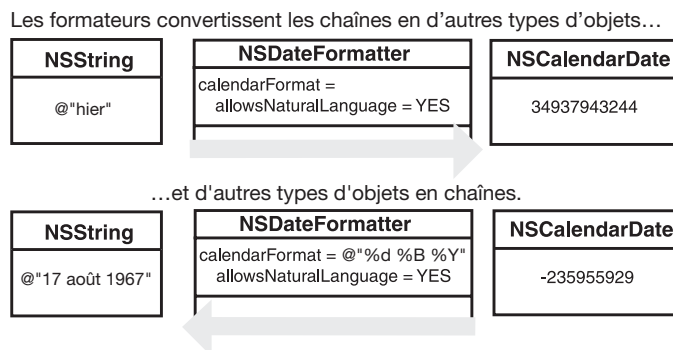 Les formateurs convertissent les chaînes en d’autres types d’objets…
NSString
@"hier"
NSDateFormatter
calendarFormat =
allowsNaturalLanguage = YES
NSCalendarDate
34937943244
…et d'autres types d'objets en chaînes.
NSString
@"17 août 1967"
NSDateFormatter
calendarFormat = @"%d %B %Y"
allowsNaturalLanguage = YES
NSCalendarDate
-235955929